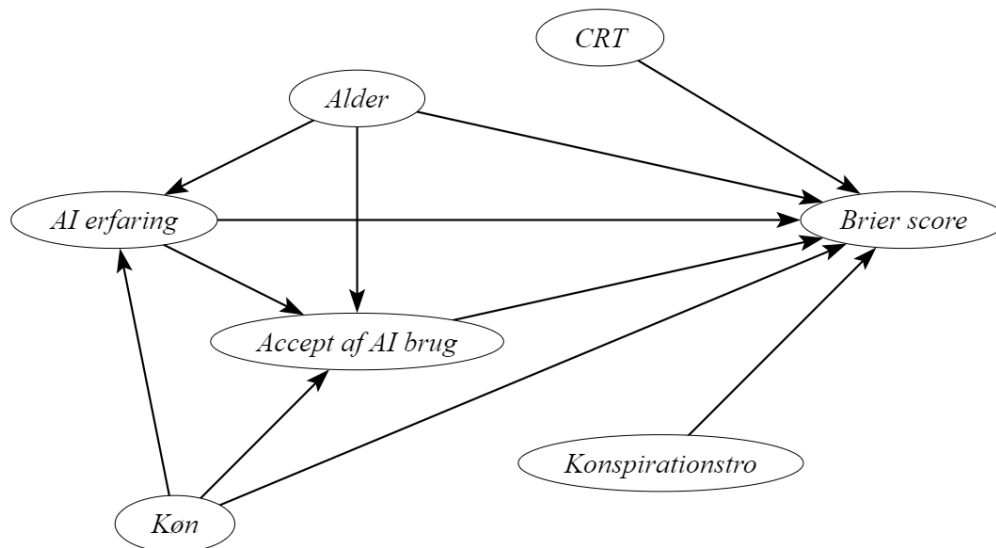 CRT
Alder
AI erfaring
Brier score
Accept af AI brug
Konspirationstro
Køn